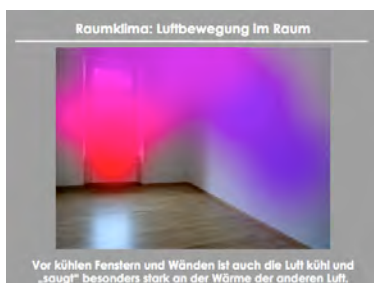 Raumklima: Luftbewegung im Raum
Vor kühlen Fenstern und Wänden ist auch die Luft kühl und
„saugt" besonders stark an der Wärme der anderen Luft.